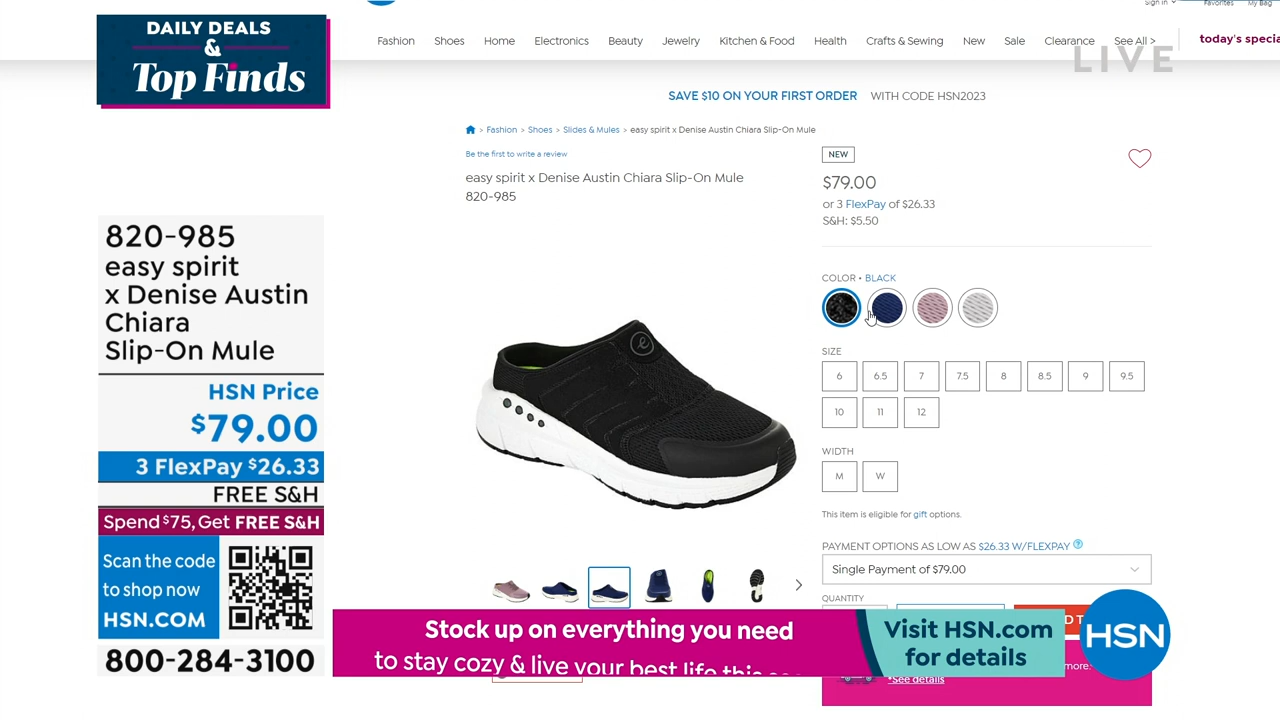 DAILY DEALS
&
Top Finds
Sign In
Favorites
My Bag
Fashion
Shoes
Home
Electronics
Beauty
Jewelry
Kitchen & Food
Health
Crafts & Sewing
New
Sale
Clearance
See All >
today's specia
LIVE
SAVE $10 ON YOUR FIRST ORDER WITH CODE HSN2023
> Fashion > Shoes > Slides & Mules > easy spirit x Denise Austin Chiara Slip-On Mule
Be the first to write a review
easy spirit x Denise Austin Chiara Slip-On Mule
820-985
NEW
$79.00
or 3 FlexPay of $26.33
S&H: $5.50
COLOR • BLACK
SIZE
6 6.5 7 7.5 8 8.5 9 9.5
10 11 12
WIDTH
M W
This item is eligible for gift options.
PAYMENT OPTIONS AS LOW AS $26.33 W/FLEXPAY ?
Single Payment of $79.00
QUANTITY
more.
*See details
820-985
easy spirit
x Denise Austin
Chiara
Slip-On Mule
HSN Price
$79.00
3 FlexPay $26.33
FREE S&H
Spend $75, Get FREE S&H
Scan the code
to shop now
HSN.COM
800-284-3100
Stock up on everything you need
to stay cozy & live your best life this
Visit HSN.com
for details
HSN